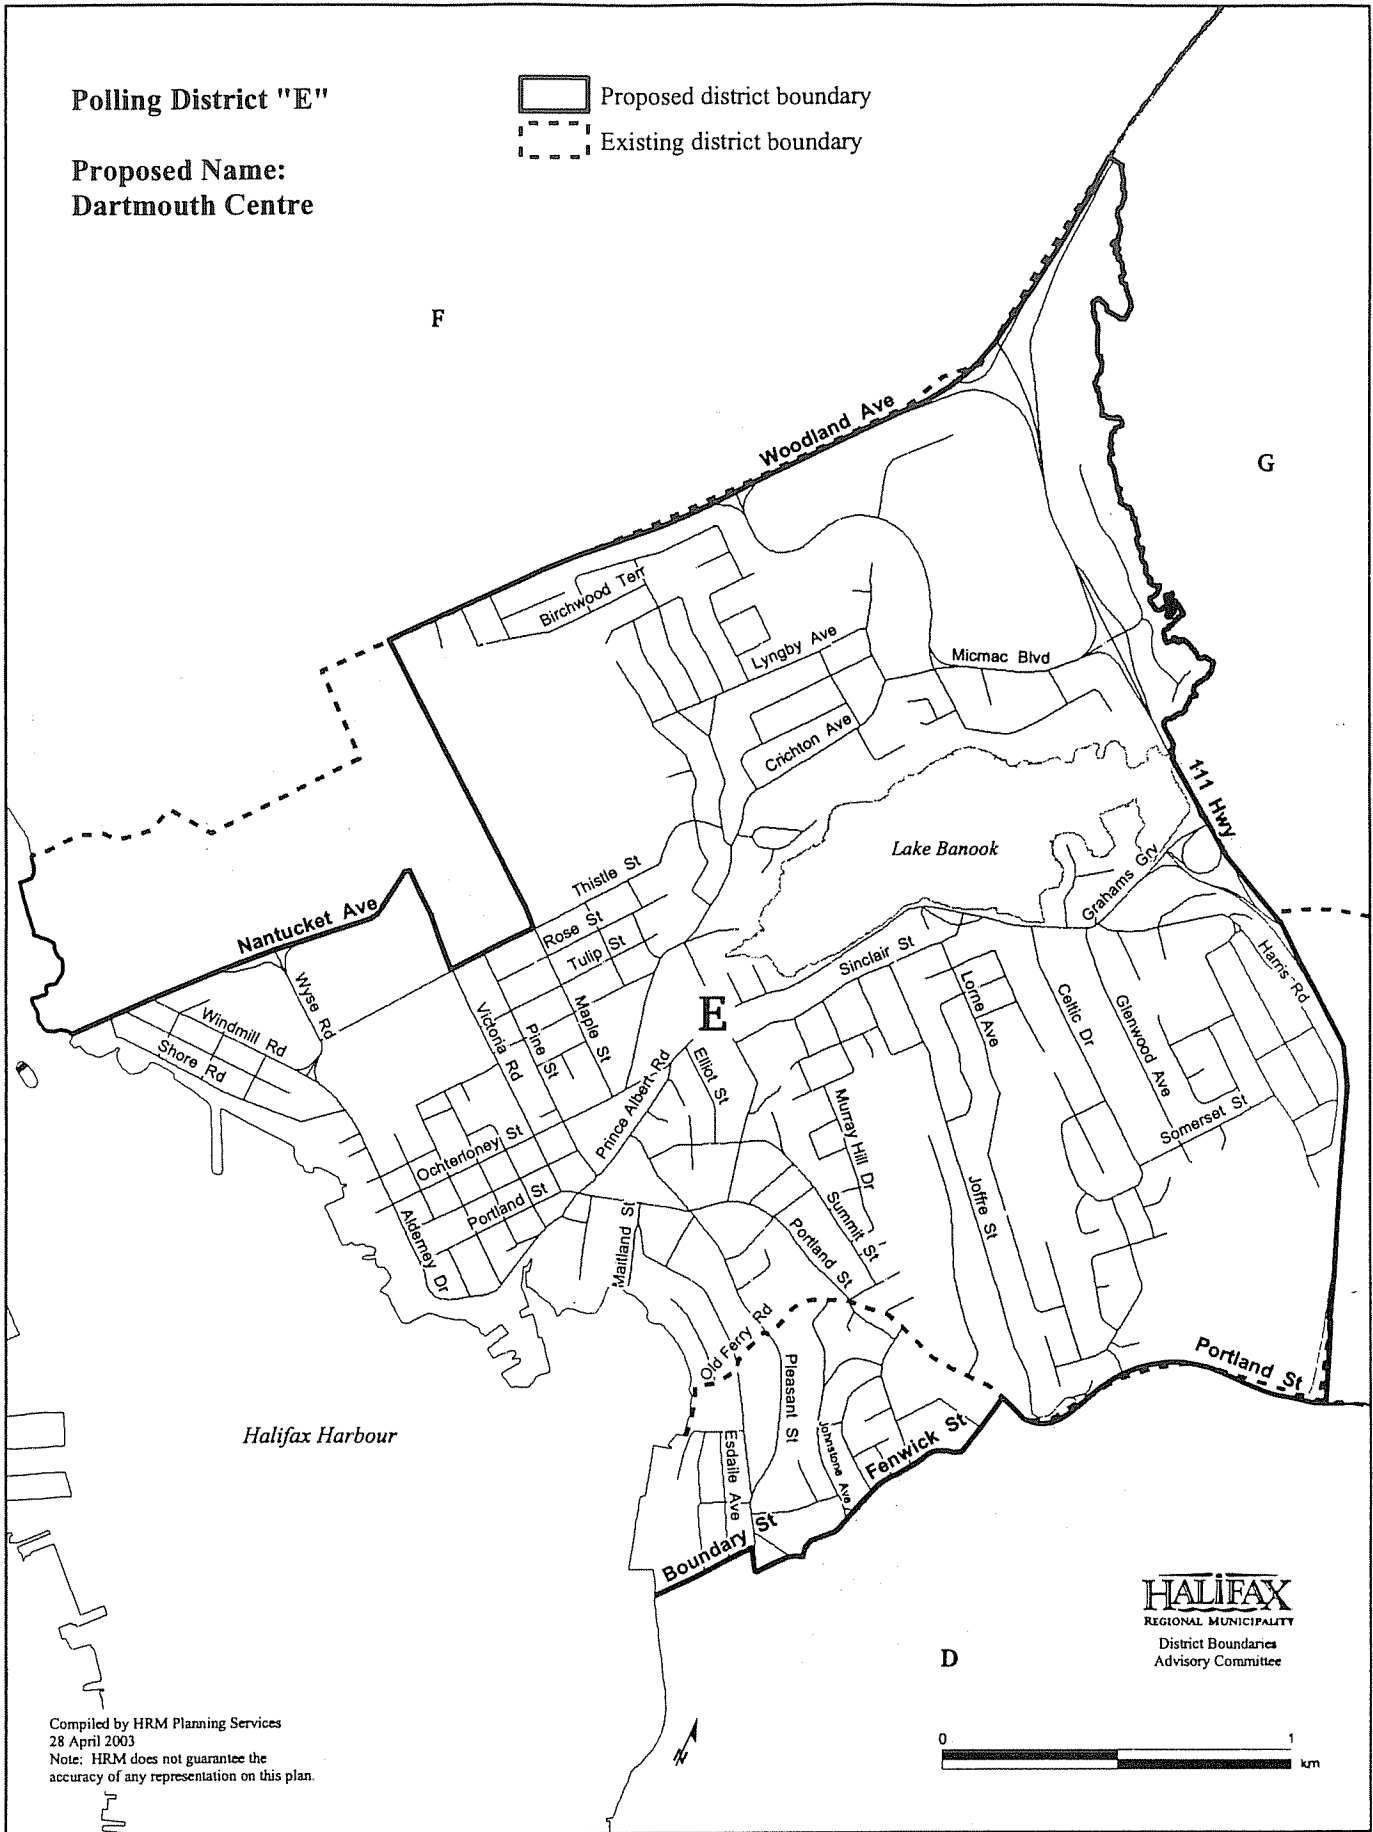 Polling District "E"
Proposed Name:
Dartmouth Centre
Proposed district boundary
Existing district boundary
F
G
Woodland Ave
Birchwood Terr
Lyngby Ave
Micmac Blvd
Crichton Ave
111 Hwy
Lake Banook
Grahams Grv
Thistle St
Nantucket Ave
Rose St
Tulip St
Sinclair St
Harris Rd
Wyse Rd
Windmill Rd
Shore Rd
Victoria Rd
Pine St
Maple St
E
Lorne Ave
Celtic Dr
Glenwood Ave
Prince Albert Rd
Elliot St
Murray Hill Dr
Somerset St
Ochterloney St
Portland St
Joffre St
Alderney Dr
Maitland St
Summit St
Portland St
Old Ferry Rd
Pleasant St
Portland St
Halifax Harbour
Esdaile Ave
Johnstone Ave
Fenwick St
Boundary St
HALIFAX
REGIONAL MUNICIPALITY
District Boundaries
Advisory Committee
D
Compiled by HRM Planning Services
28 April 2003
Note: HRM does not guarantee the
accuracy of any representation on this plan.
N
0 1
km